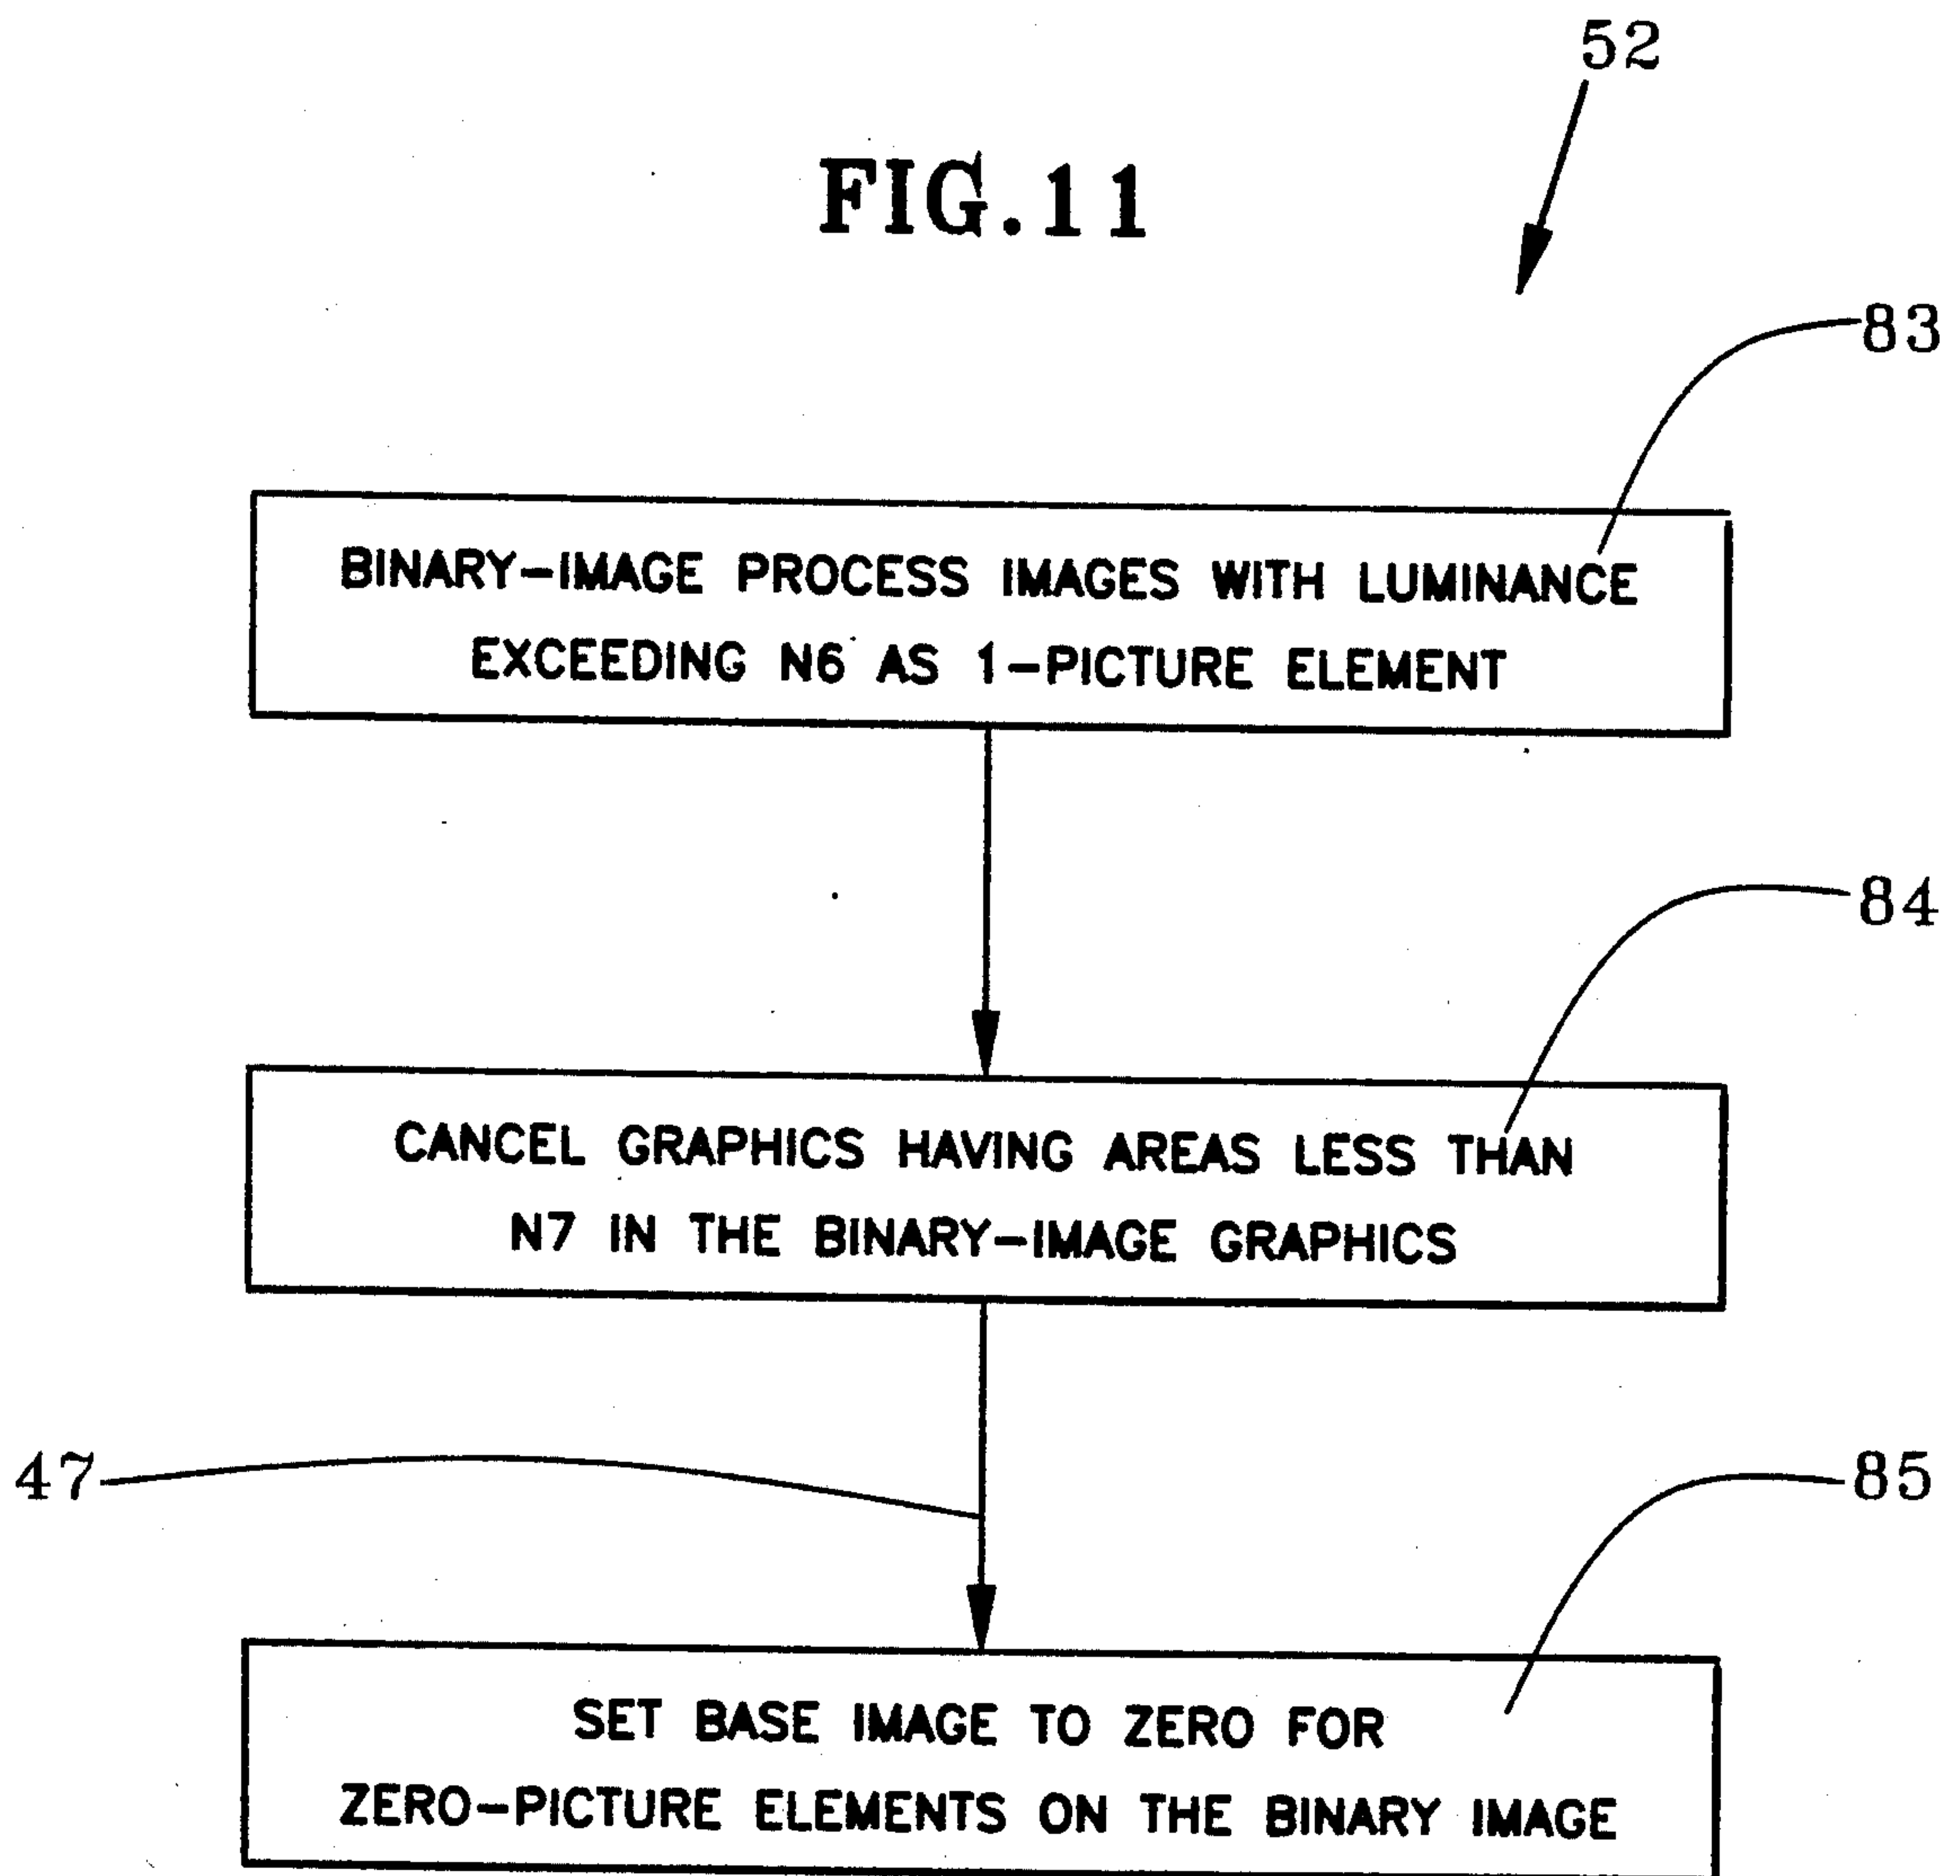 52
FIG.11
83
BINARY-IMAGE PROCESS IMAGES WITH LUMINANCE
EXCEEDING N6 AS 1-PICTURE ELEMENT
84
CANCEL GRAPHICS HAVING AREAS LESS THAN
N7 IN THE BINARY-IMAGE GRAPHICS
47
85
SET BASE IMAGE TO ZERO FOR
ZERO-PICTURE ELEMENTS ON THE BINARY IMAGE